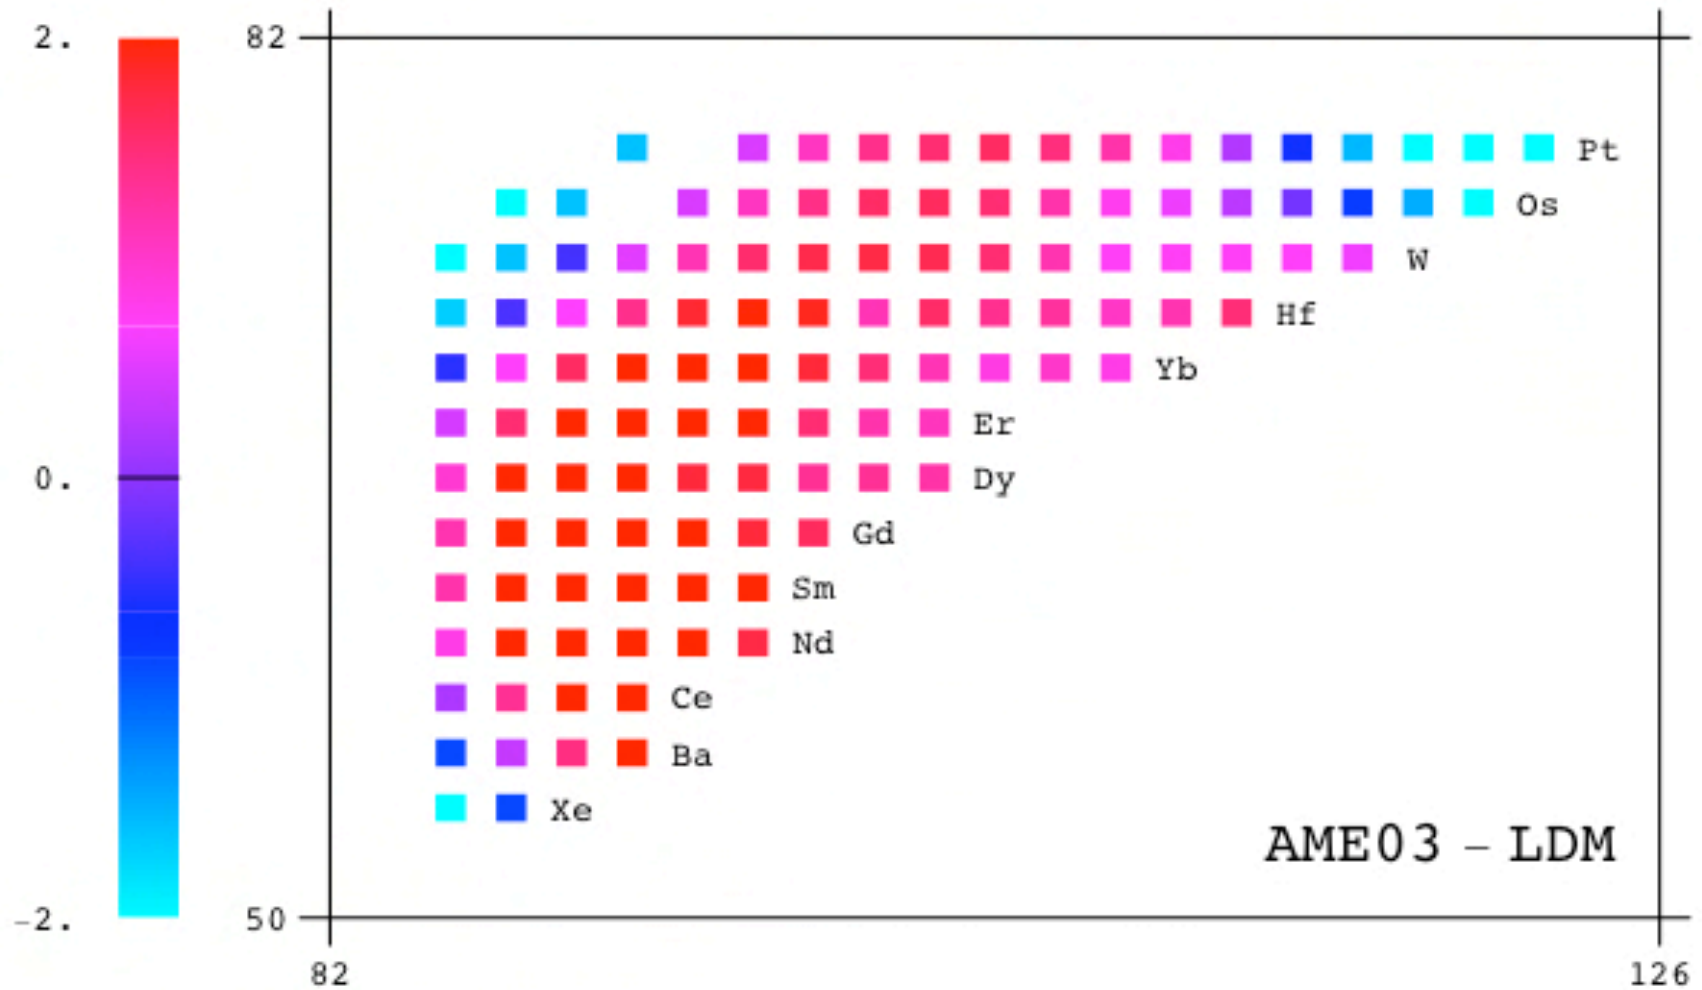 2.
82
Pt
Os
W
Hf
Yb
Er
0.
Dy
Gd
Sm
Nd
Ce
Ba
Xe
AME03 – LDM
–2.
50
82
126